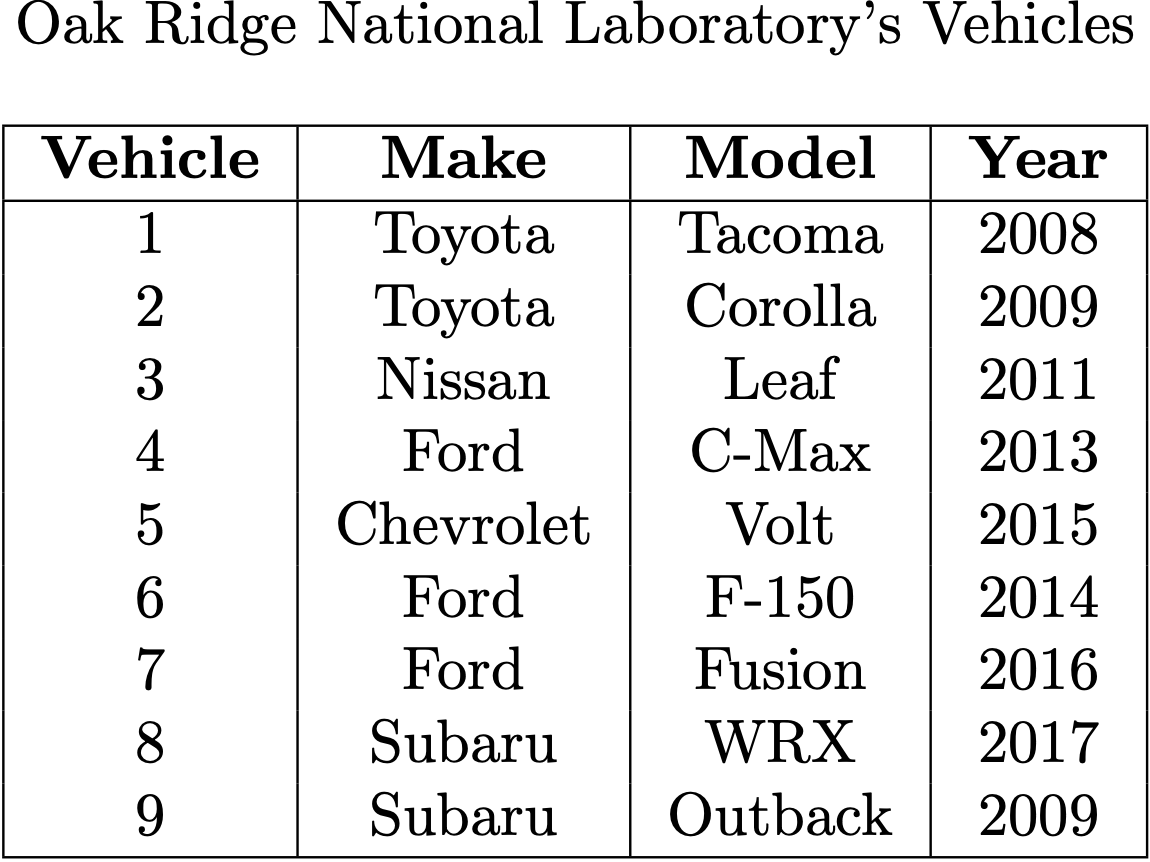 Oak Ridge National Laboratory’s Vehicles
Vehicle Make Model Year
1 Toyota Tacoma 2008
2 Toyota Corolla 2009
3 Nissan Leaf 2011
4 Ford C-Max 2013
5 Chevrolet Volt 2015
6 Ford F-150 2014
7 Ford Fusion 2016
8 Subaru WRX 2017
9 Subaru Outback 2009